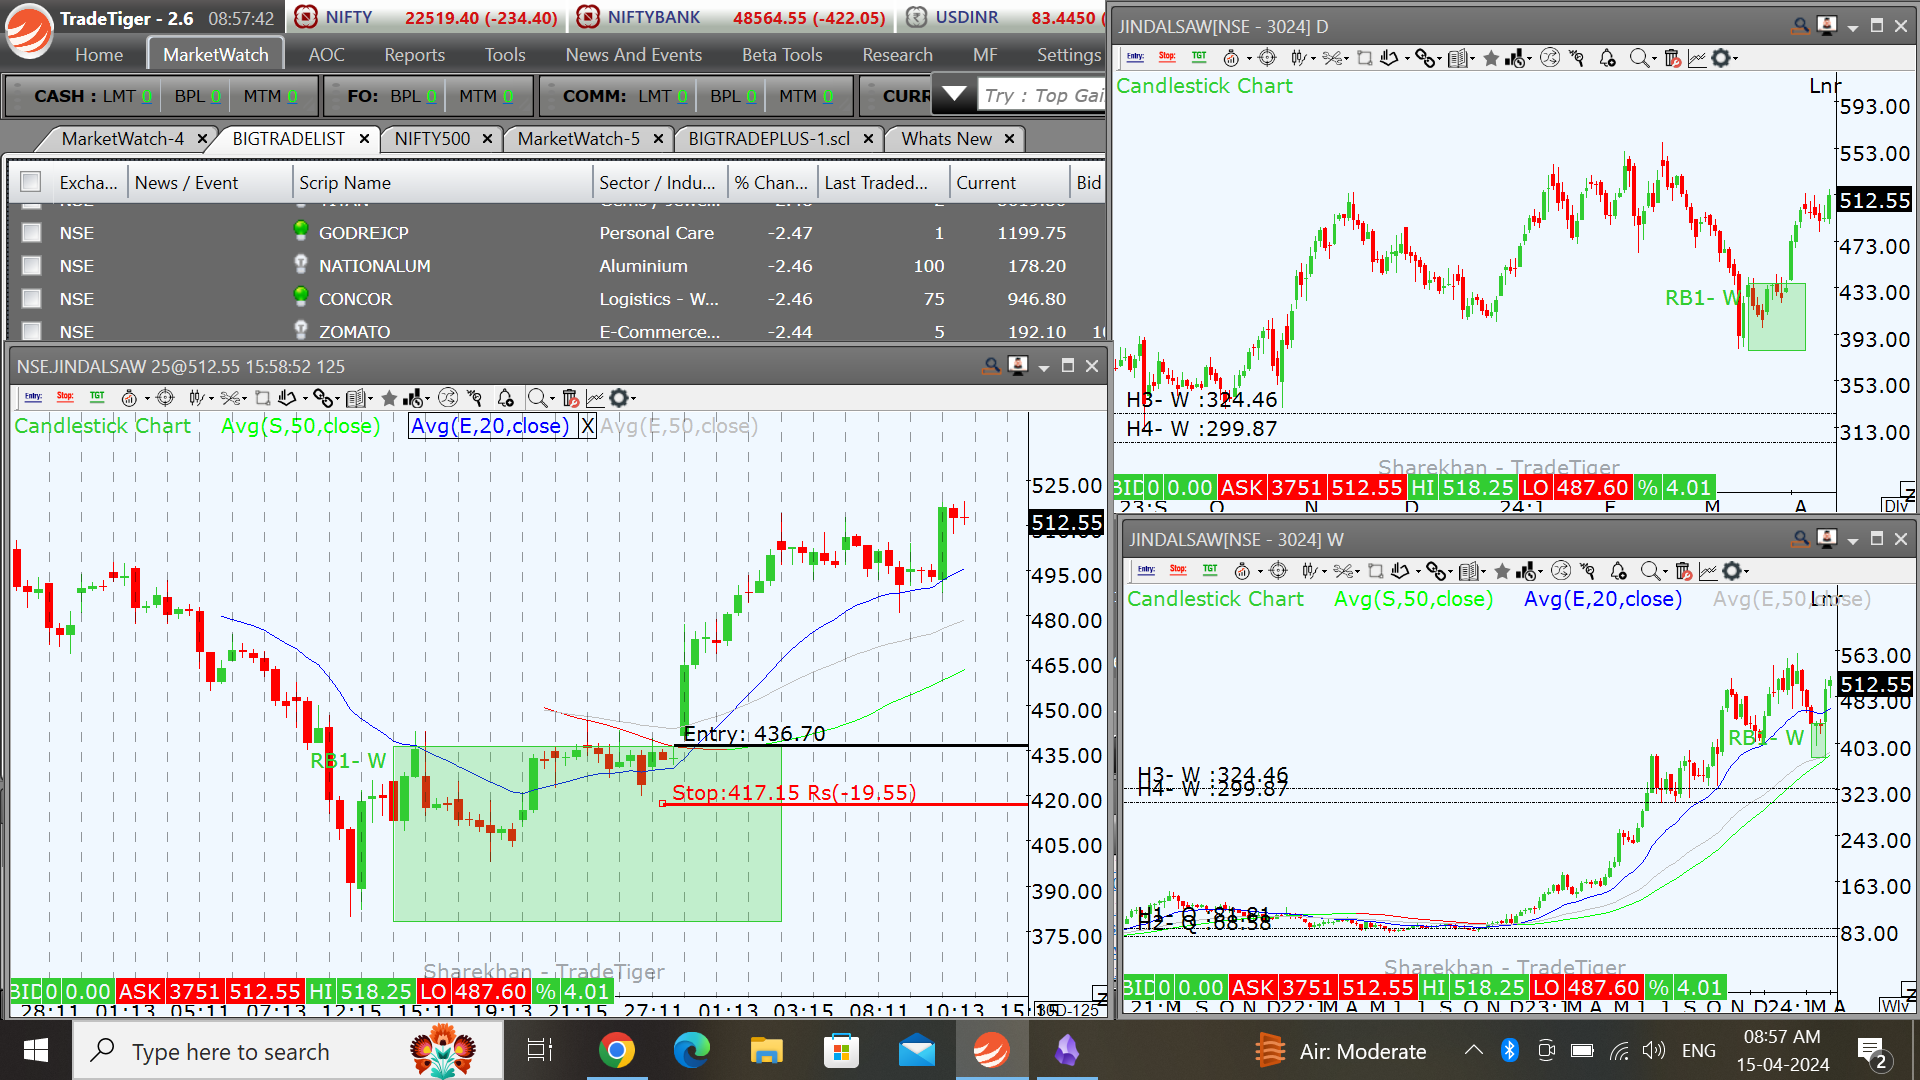 TradeTiger - 2.6 08:57:42 NIFTY 22519.40 (-234.40) NIFTYBANK 48564.55 (-422.05) USDINR 83.4450 (
Home MarketWatch AOC Reports Tools News And Events Beta Tools Research MF Settings
CASH : LMT 0 BPL 0 MTM 0 FO: BPL 0 MTM 0 COMM: LMT 0 BPL 0 MTM 0 CURR Try : Top Gai
MarketWatch-4 BIGTRADELIST NIFTY500 MarketWatch-5 BIGTRADEPLUS-1.scl Whats New
Excha... News / Event Scrip Name Sector / Indu... % Chan... Last Traded... Current Bid
NSE GODREJCP Personal Care -2.47 1 1199.75
NSE NATIONALUM Aluminium -2.46 100 178.20
NSE CONCOR Logistics - W... -2.46 75 946.80
NSE ZOMATO E-Commerce... -2.44 5 192.10
NSE.JINDALSAW 25@512.55 15:58:52 125
Entry: Stop: TGT
Candlestick Chart Avg(S,50,close) Avg(E,20,close) X Avg(E,50,close)
525.00
512.55
495.00
480.00
465.00
450.00
435.00
420.00
405.00
390.00
375.00
RB1- W
Entry: 436.70
Stop:417.15 Rs(-19.55)
Sharekhan - TradeTiger
BID 0 0.00 ASK 3751 512.55 HI 518.25 LO 487.60 % 4.01
28:11 01:13 05:13 07:11 13:13 12:15 15:11 19:13 21:15 27:11 01:13 03:15 08:11 10:13
JINDALSAW[NSE - 3024] D
Entry: Stop: TGT
Candlestick Chart
Lnr
593.00
553.00
512.55
473.00
433.00
393.00
353.00
313.00
RB1- W
H3- W :324.46
H4- W :299.87
Sharekhan - TradeTiger
BID 0 0.00 ASK 3751 512.55 HI 518.25 LO 487.60 % 4.01
23:S O N D 24:J F M A Dly
JINDALSAW[NSE - 3024] W
Entry: Stop: TGT
Candlestick Chart Avg(S,50,close) Avg(E,20,close) Avg(E,50,close)
Lnr
563.00
512.55
483.00
403.00
323.00
243.00
163.00
83.00
RB1- W
H3- W :324.46
H4- W :299.87
H1- Q :81.81
H2- Q :68.58
Sharekhan - TradeTiger
BID 0 0.00 ASK 3751 512.55 HI 518.25 LO 487.60 % 4.01
Wly
Type here to search
Air: Moderate
ENG
08:57 AM
15-04-2024
2